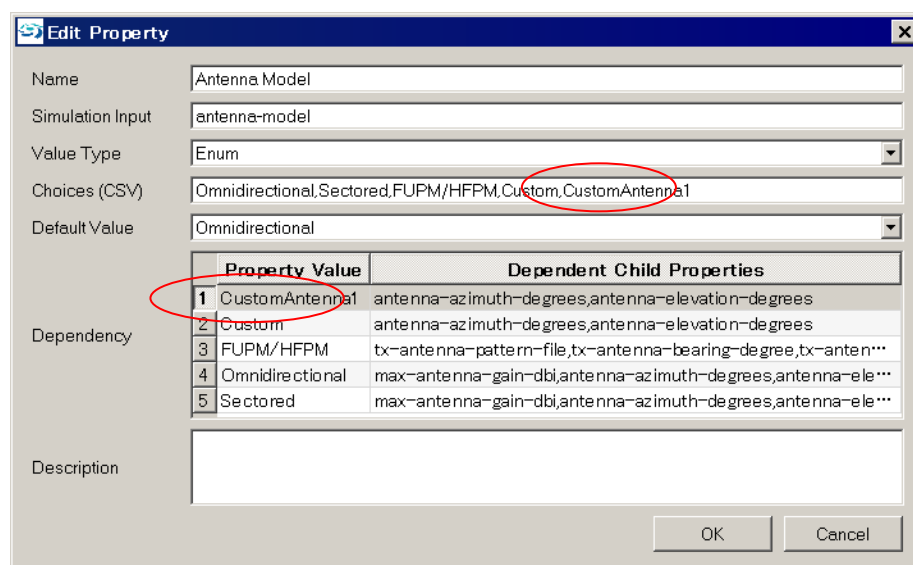 Edit Property
Name
Antenna Model
Simulation Input
antenna-model
Value Type
Enum
Choices (CSV)
Omnidirectional,Sectored,FUPM/HFPM,Custom,CustomAntenna1
Default Value
Omnidirectional
Dependency
Property Value Dependent Child Properties
1 CustomAntenna1 antenna-azimuth-degrees,antenna-elevation-degrees
2 Custom antenna-azimuth-degrees,antenna-elevation-degrees
3 FUPM/HFPM tx-antenna-pattern-file,tx-antenna-bearing-degree,tx-anten···
4 Omnidirectional max-antenna-gain-dbi,antenna-azimuth-degrees,antenna-ele···
5 Sectored max-antenna-gain-dbi,antenna-azimuth-degrees,antenna-ele···
Description
OK Cancel